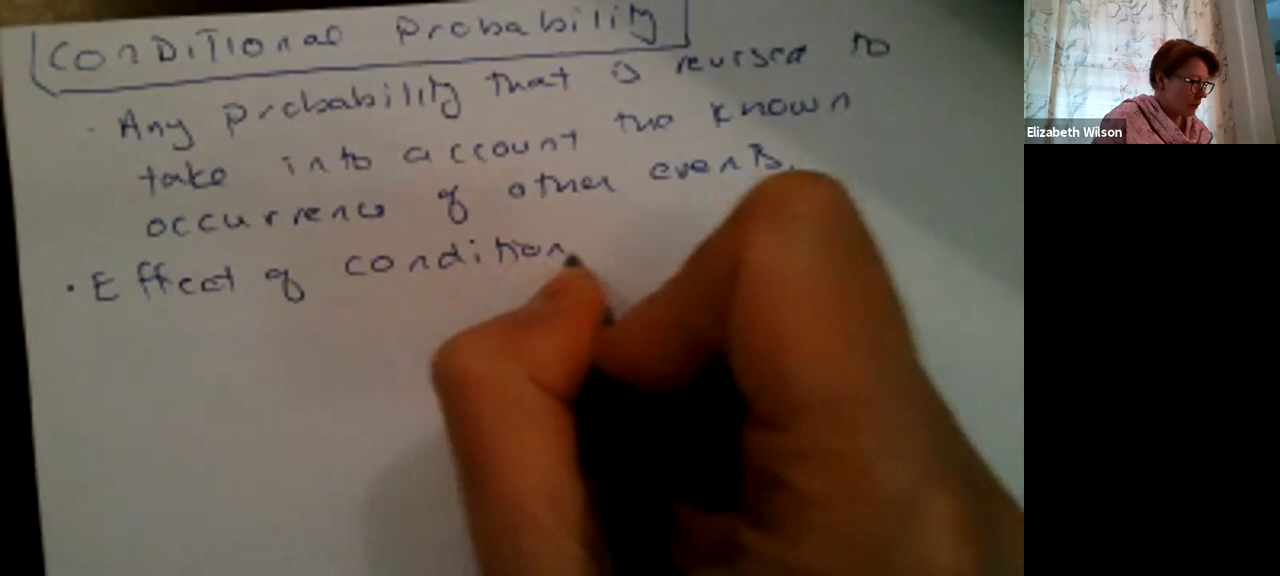 Conditional Probability
· Any probability that is revised to
take into account the known
occurrence of other events.
· Effect of condition
Elizabeth Wilson